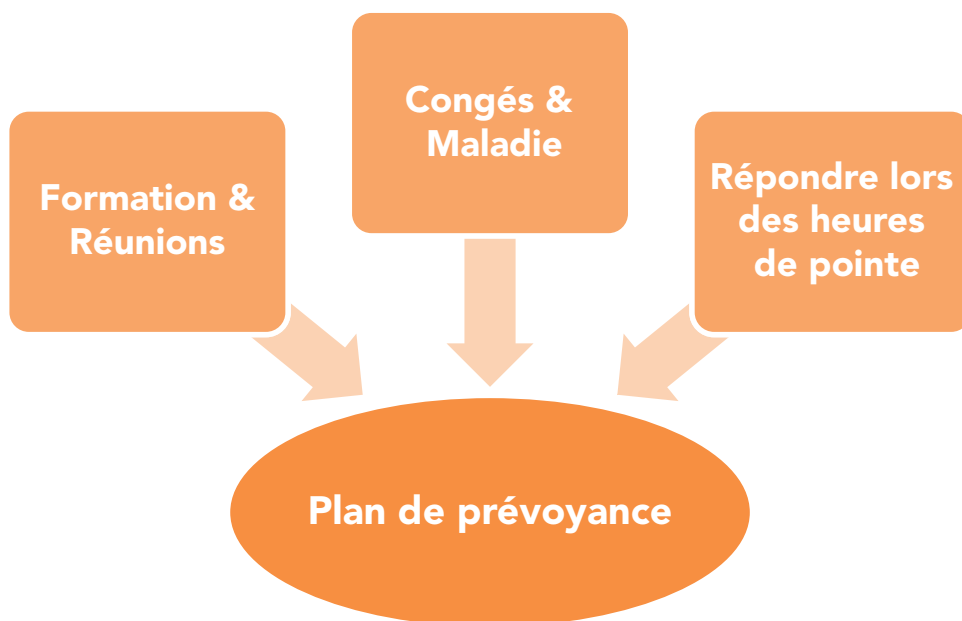 Formation &
Réunions
Congés &
Maladie
Répondre lors
des heures
de pointe
Plan de prévoyance